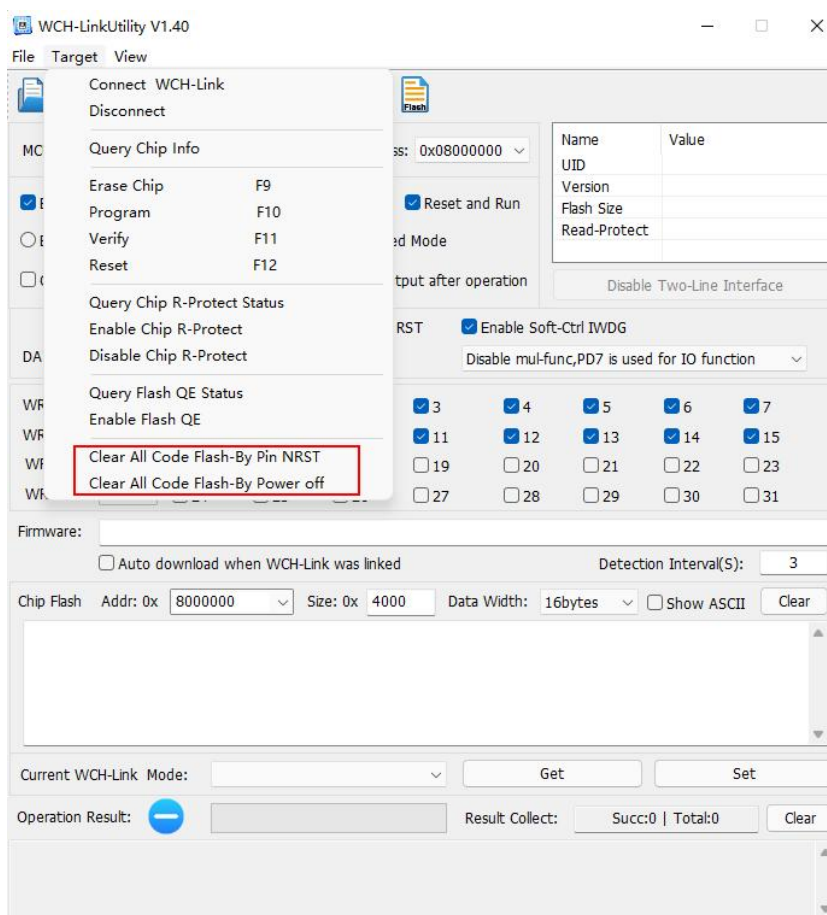 WCH-LinkUtility V1.40
File Target View
Connect WCH-Link
Disconnect
Query Chip Info
Erase Chip F9
Program F10
Verify F11
Reset F12
Query Chip R-Protect Status
Enable Chip R-Protect
Disable Chip R-Protect
Query Flash QE Status
Enable Flash QE
Clear All Code Flash-By Pin NRST
Clear All Code Flash-By Power off
Flash
MC
ss: 0x08000000
Name Value
UID
Version
Flash Size
Read-Protect
Reset and Run
ed Mode
tput after operation
Disable Two-Line Interface
RST Enable Soft-Ctrl IWDG
DA
Disable mul-func,PD7 is used for IO function
WR 3 4 5 6 7
WR 11 12 13 14 15
WR 19 20 21 22 23
WR 27 28 29 30 31
Firmware:
Auto download when WCH-Link was linked Detection Interval(S): 3
Chip Flash Addr: 0x 8000000 Size: 0x 4000 Data Width: 16bytes Show ASCII Clear
Current WCH-Link Mode: Get Set
Operation Result: Result Collect: Succ:0 | Total:0 Clear